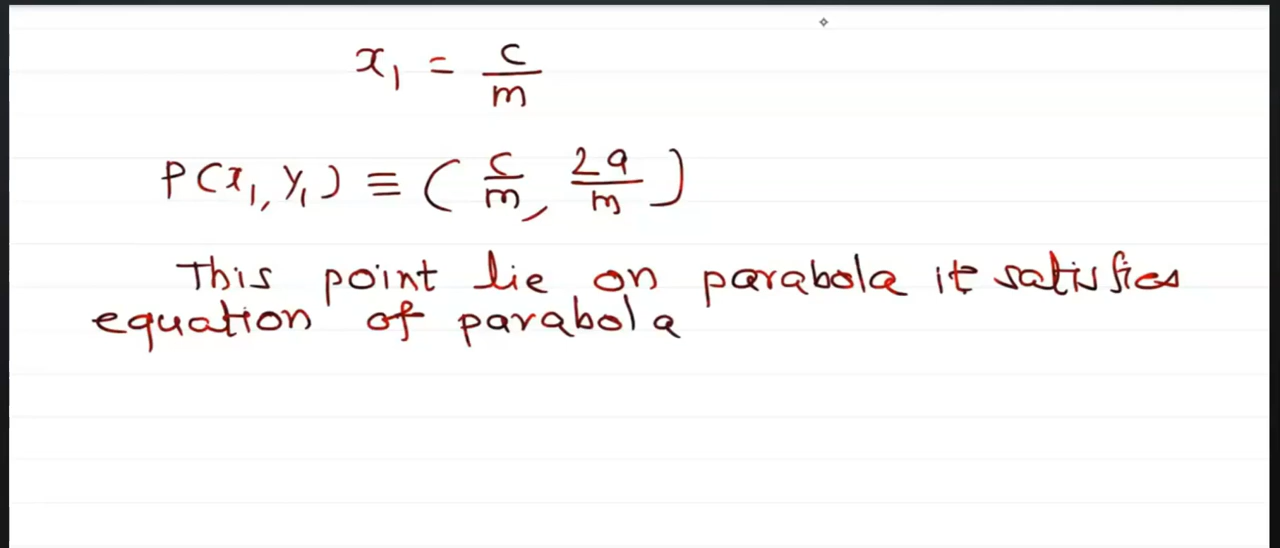 x₁ = c/m
P(x₁, y₁) ≡ (c/m, 2a/m)
This point lie on parabola it satisfies
equation of parabola